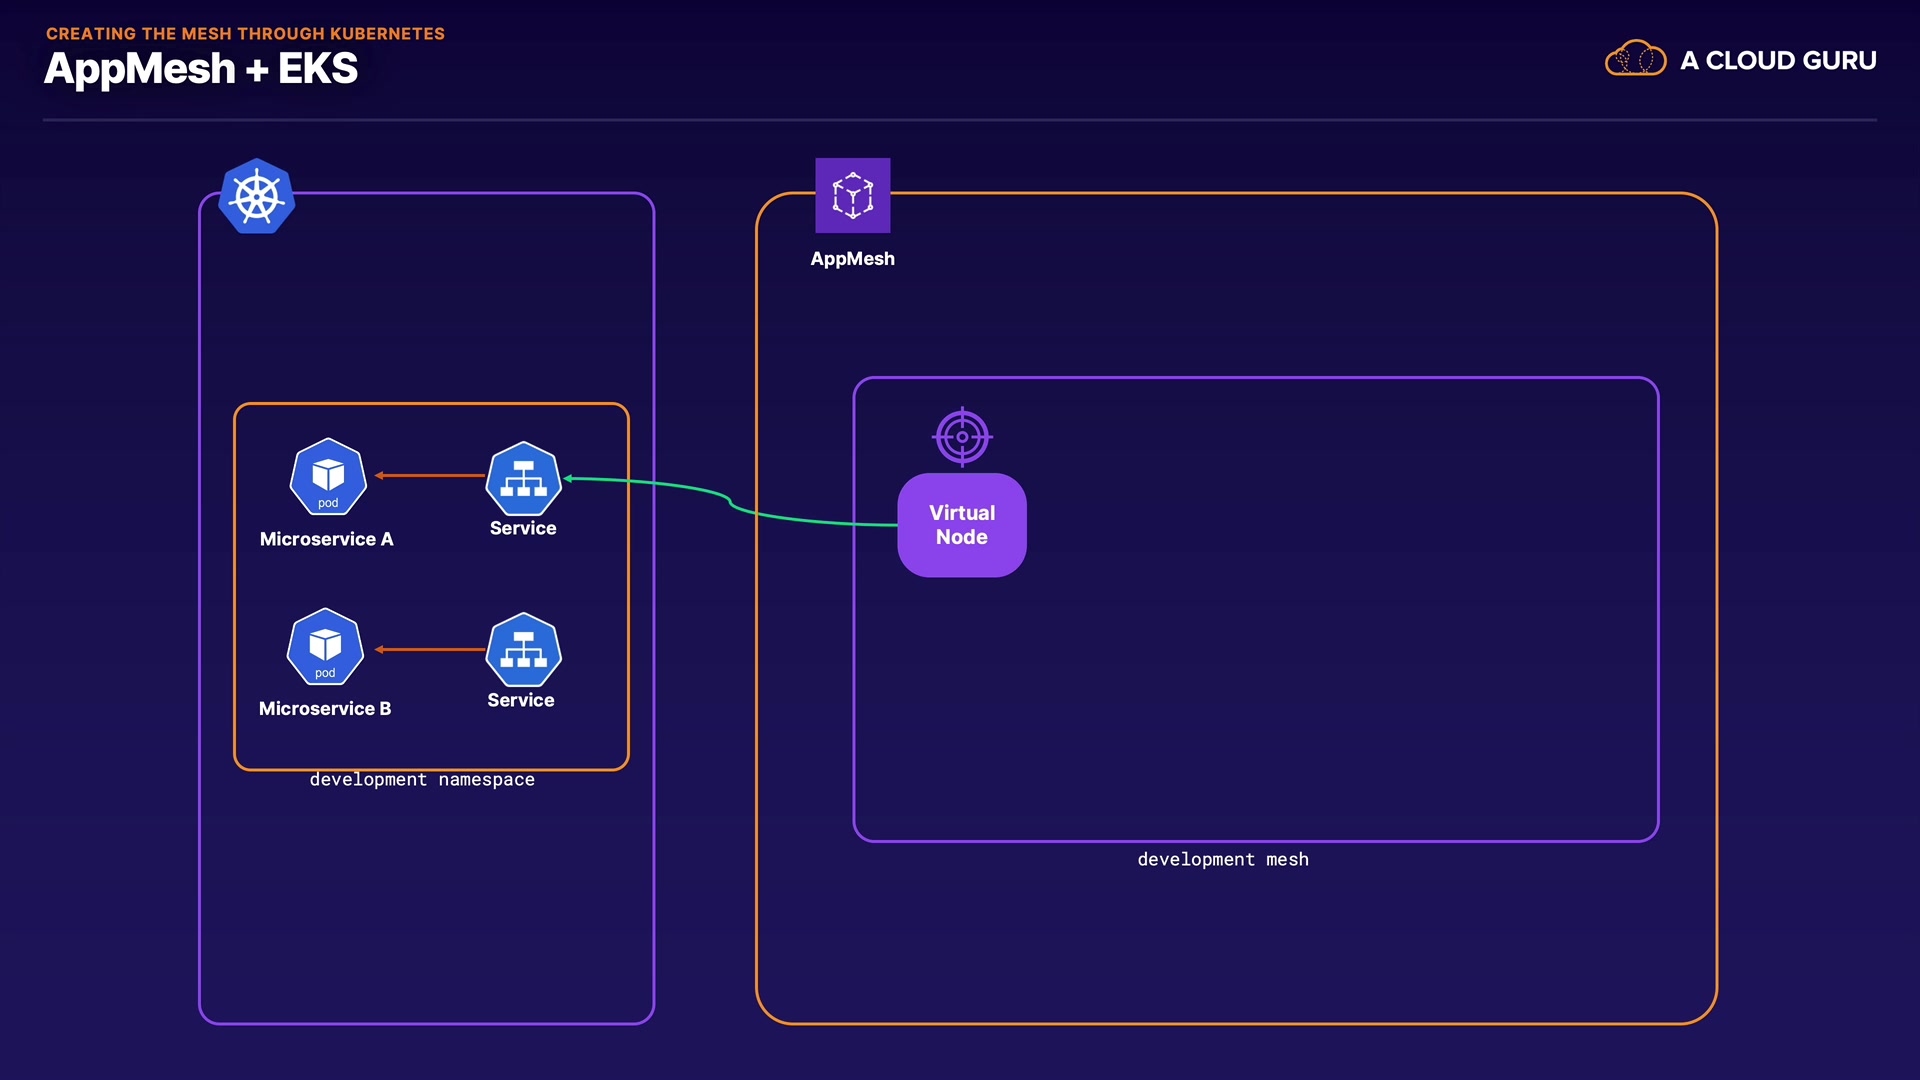 CREATING THE MESH THROUGH KUBERNETES
AppMesh + EKS
A CLOUD GURU
AppMesh
pod
Microservice A
Service
Virtual
Node
pod
Microservice B
Service
development namespace
development mesh